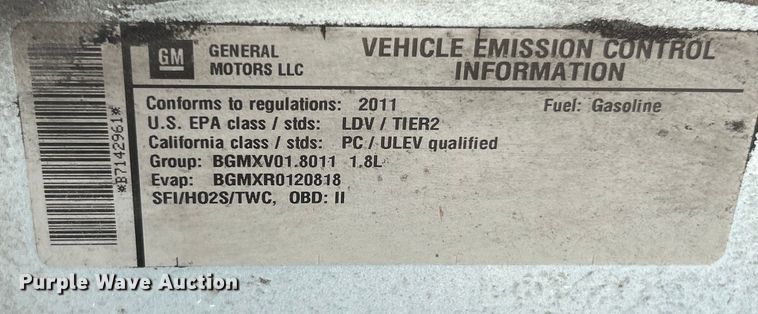 *B7142961*
GM
GENERAL
MOTORS LLC
VEHICLE EMISSION CONTROL
INFORMATION
Conforms to regulations: 2011 Fuel: Gasoline
U.S. EPA class / stds: LDV / TIER2
California class / stds: PC / ULEV qualified
Group: BGMXV01.8011 1.8L
Evap: BGMXR0120818
SFI/HO2S/TWC, OBD: II
Purple Wave Auction